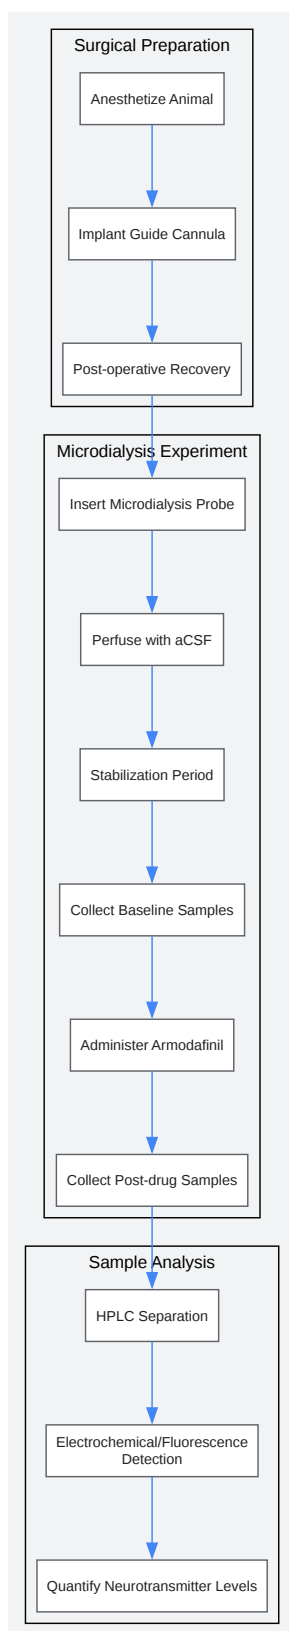 Surgical Preparation
Anesthetize Animal
Implant Guide Cannula
Post-operative Recovery
Microdialysis Experiment
Insert Microdialysis Probe
Perfuse with aCSF
Stabilization Period
Collect Baseline Samples
Administer Armodafinil
Collect Post-drug Samples
Sample Analysis
HPLC Separation
Electrochemical/Fluorescence
Detection
Quantify Neurotransmitter Levels